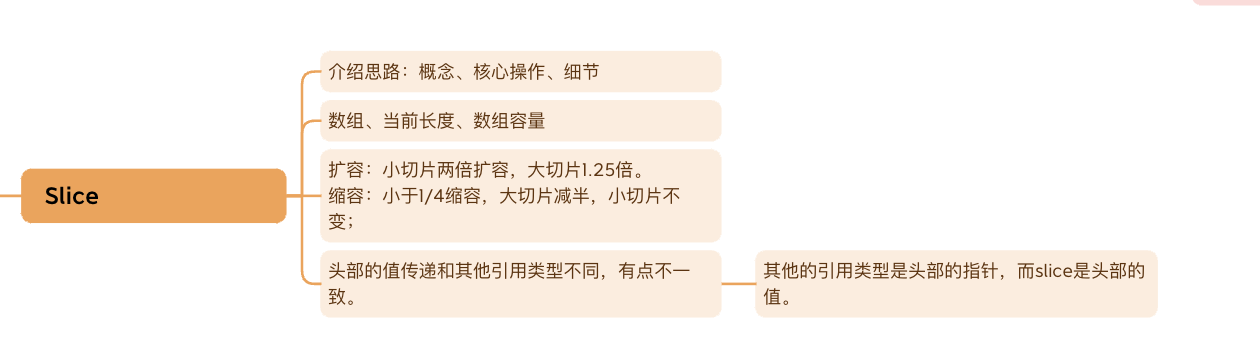 Slice
介绍思路：概念、核心操作、细节
数组、当前长度、数组容量
扩容：小切片两倍扩容，大切片1.25倍。
缩容：小于1/4缩容，大切片减半，小切片不
变；
头部的值传递和其他引用类型不同，有点不一
致。
其他的引用类型是头部的指针，而slice是头部的
值。